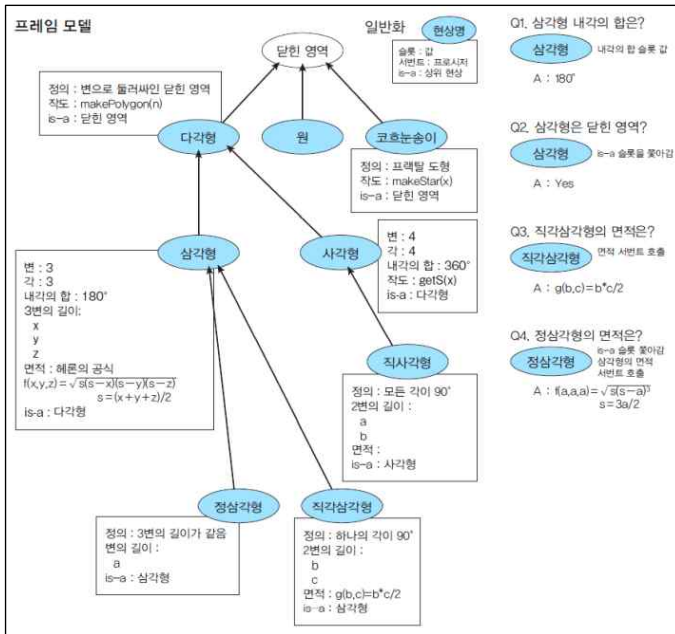 프레임 모델
일반화
현상명
슬롯 : 값
서번트 : 프로시저
is-a : 상위 현상
닫힌 영역
정의 : 변으로 둘러싸인 닫힌 영역
작도 : makePolygon(n)
is-a : 닫힌 영역
다각형
원
코흐눈송이
정의 : 프랙탈 도형
작도 : makeStar(x)
is-a : 닫힌 영역
삼각형
변 : 3
각 : 3
내각의 합 : 180°
3변의 길이:
x
y
z
면적 : 헤론의 공식
f(x,y,z) = √s(s-x)(s-y)(s-z)
s = (x+y+z)/2
is-a : 다각형
사각형
변 : 4
각 : 4
내각의 합 : 360°
작도 : getS(x)
is-a : 다각형
직사각형
정의 : 모든 각이 90°
2변의 길이 :
a
b
면적 :
is-a : 사각형
정삼각형
정의 : 3변의 길이가 같음
변의 길이 :
a
is-a : 삼각형
직각삼각형
정의 : 하나의 각이 90°
2변의 길이 :
b
c
면적 : g(b,c)=b*c/2
is-a : 삼각형
Q1. 삼각형 내각의 합은?
삼각형 내각의 합 슬롯 값
A : 180°
Q2. 삼각형은 닫힌 영역?
삼각형 is-a 슬롯을 쫓아감
A : Yes
Q3. 직각삼각형의 면적은?
직각삼각형 면적 서번트 호출
A : g(b,c)=b*c/2
Q4. 정삼각형의 면적은?
정삼각형
is-a 슬롯 쫓아감
삼각형의 면적
서번트 호출
A : f(a,a,a)=√s(s-a)³
s=3a/2